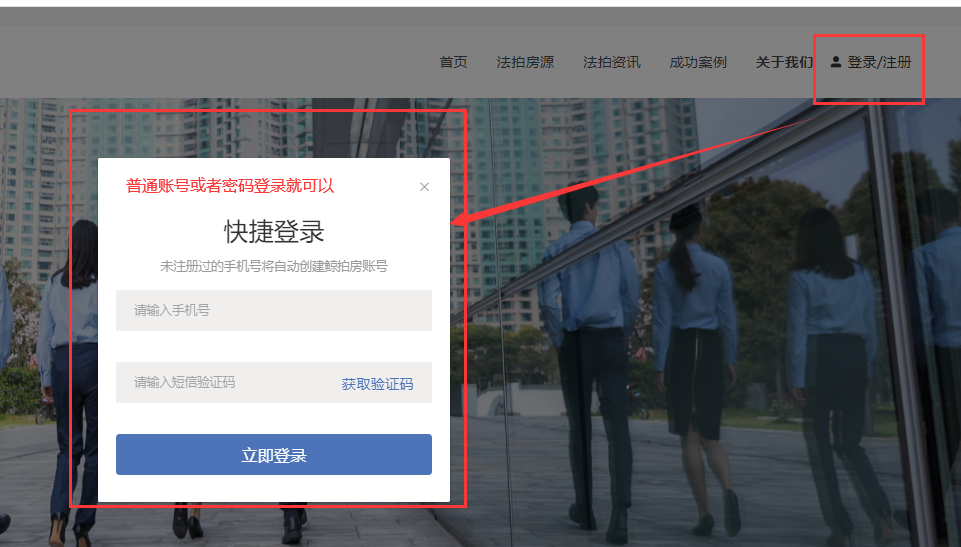 首页 法拍房源 法拍资讯 成功案例 关于我们 登录/注册
普通账号或者密码登录就可以 ×
快捷登录
未注册过的手机号将自动创建鲸拍房账号
请输入手机号
请输入短信验证码 获取验证码
立即登录